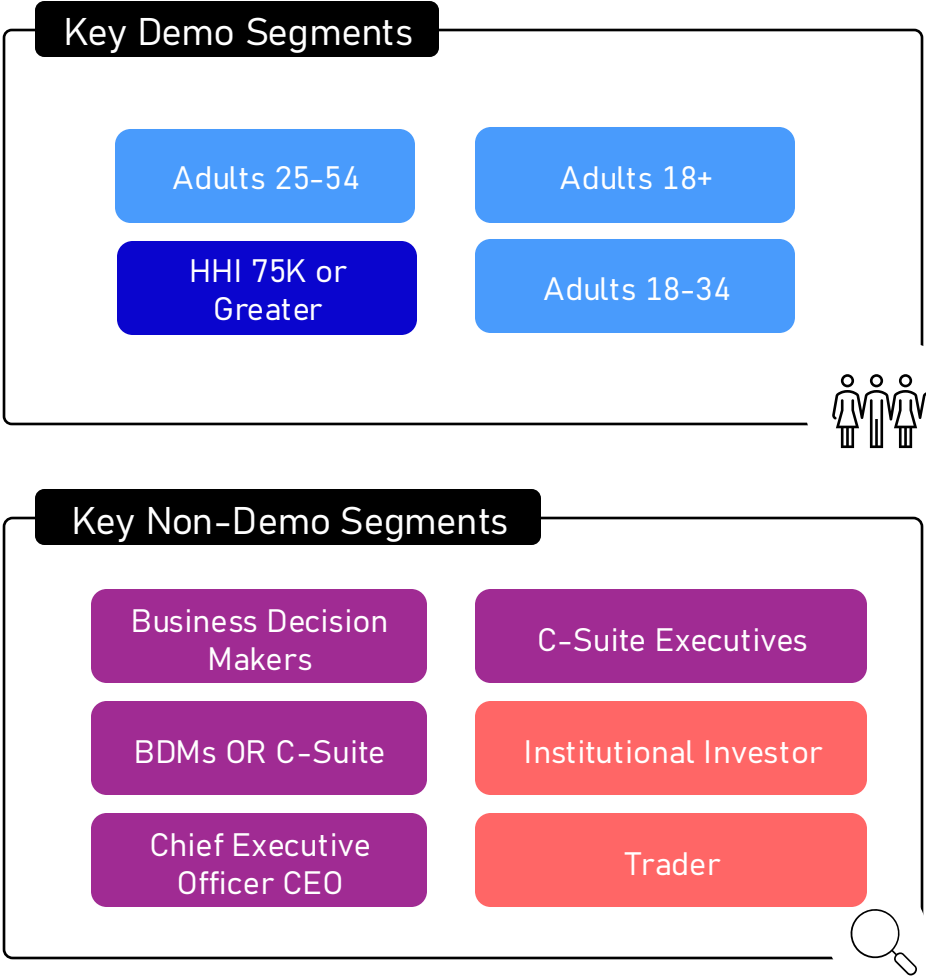 Key Demo Segments
Adults 25-54
Adults 18+
HHI 75K or
Greater
Adults 18-34
Key Non-Demo Segments
Business Decision
Makers
C-Suite Executives
BDMs OR C-Suite
Institutional Investor
Chief Executive
Officer CEO
Trader